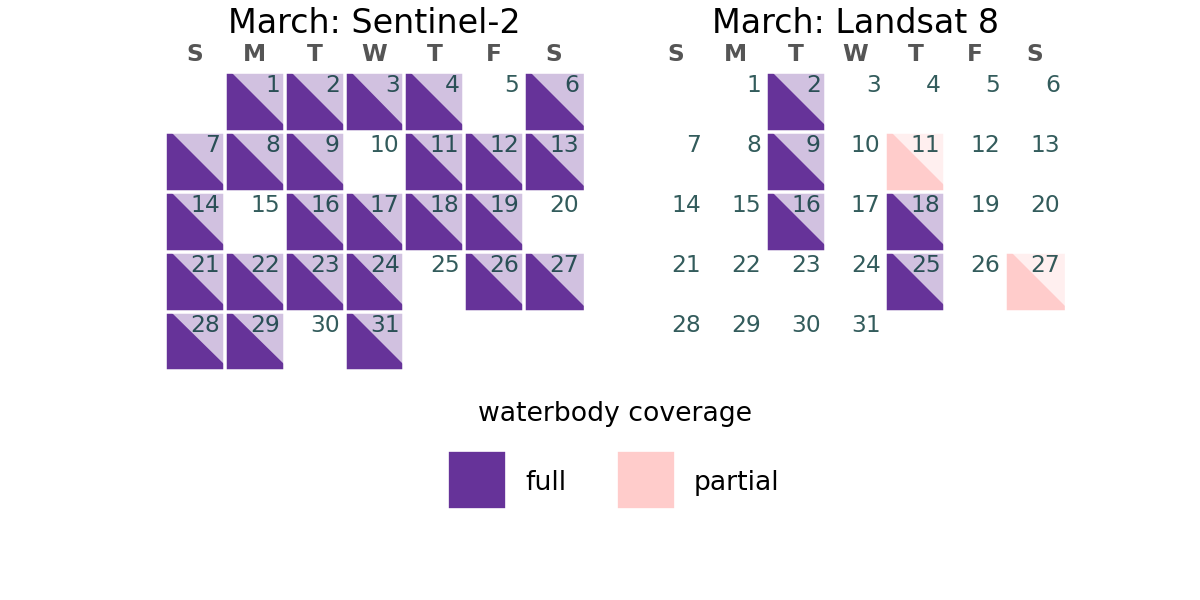 March: Sentinel-2
S M T W T F S
1 2 3 4 5 6
7 8 9 10 11 12 13
14 15 16 17 18 19 20
21 22 23 24 25 26 27
28 29 30 31
March: Landsat 8
S M T W T F S
1 2 3 4 5 6
7 8 9 10 11 12 13
14 15 16 17 18 19 20
21 22 23 24 25 26 27
28 29 30 31
waterbody coverage
full partial